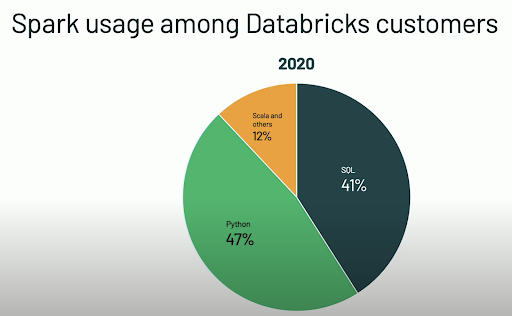 Spark usage among Databricks customers
2020
Scala and
others
12%
SQL
41%
Python
47%